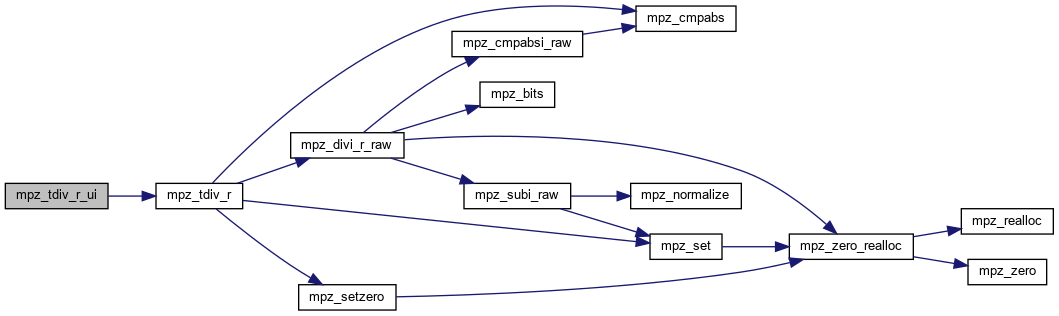 mpz_tdiv_r_ui
mpz_tdiv_r
mpz_cmpabs
mpz_divi_r_raw
mpz_cmpabsi_raw
mpz_bits
mpz_subi_raw
mpz_normalize
mpz_set
mpz_zero_realloc
mpz_realloc
mpz_zero
mpz_setzero